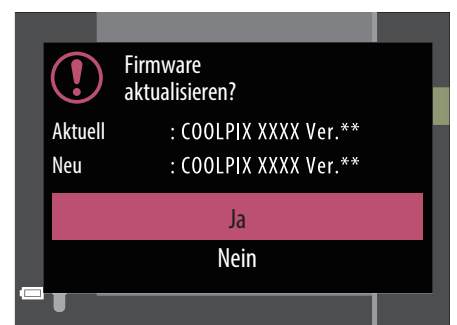 Firmware
aktualisieren?
Aktuell : COOLPIX XXXX Ver.**
Neu : COOLPIX XXXX Ver.**
Ja
Nein